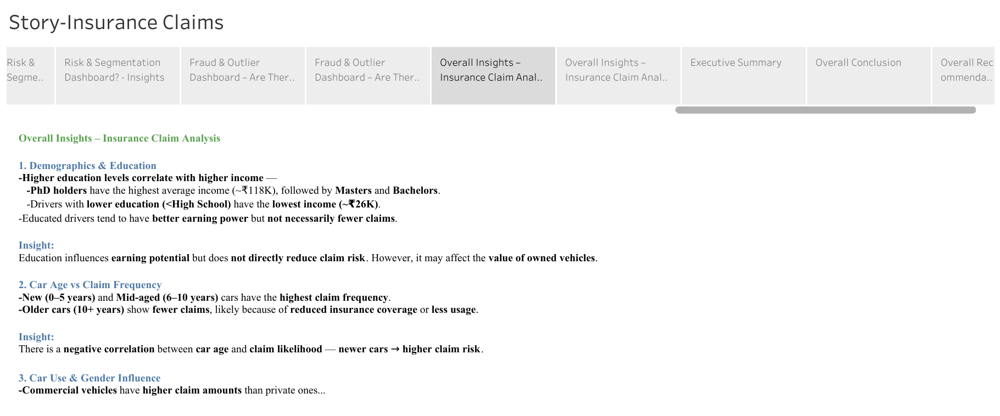 Story-Insurance Claims
Risk &
Segme..
Risk & Segmentation
Dashboard? - Insights
Fraud & Outlier
Dashboard – Are Ther..
Fraud & Outlier
Dashboard – Are Ther..
Overall Insights –
Insurance Claim Anal..
Overall Insights –
Insurance Claim Anal..
Executive Summary
Overall Conclusion
Overall Rec
ommenda..
Overall Insights – Insurance Claim Analysis
1. Demographics & Education
-Higher education levels correlate with higher income —
-PhD holders have the highest average income (~₹118K), followed by Masters and Bachelors.
-Drivers with lower education (<High School) have the lowest income (~₹26K).
-Educated drivers tend to have better earning power but not necessarily fewer claims.
Insight:
Education influences earning potential but does not directly reduce claim risk. However, it may affect the value of owned vehicles.
2. Car Age vs Claim Frequency
-New (0–5 years) and Mid-aged (6–10 years) cars have the highest claim frequency.
-Older cars (10+ years) show fewer claims, likely because of reduced insurance coverage or less usage.
Insight:
There is a negative correlation between car age and claim likelihood — newer cars → higher claim risk.
3. Car Use & Gender Influence
-Commercial vehicles have higher claim amounts than private ones...